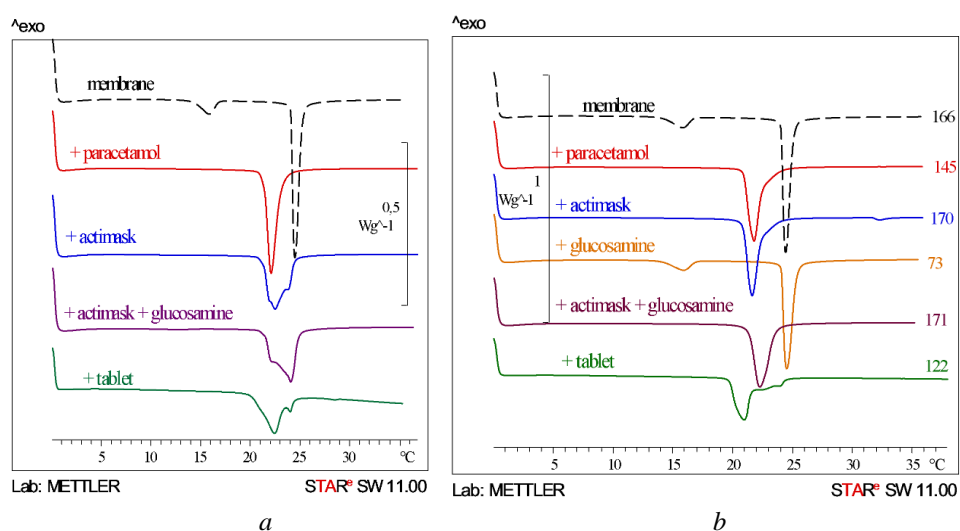 ^exo
membrane
+ paracetamol
0,5
Wg^-1
+ actimask
+ actimask + glucosamine
+ tablet
5 10 15 20 30 °C
Lab: METTLER STARe SW 11.00
a
^exo
membrane 166
+ paracetamol 145
1
Wg^-1
+ actimask 170
+ glucosamine 73
+ actimask + glucosamine 171
+ tablet 122
5 10 15 21 25 30 35 °C
Lab: METTLER STARe SW 11.00
b